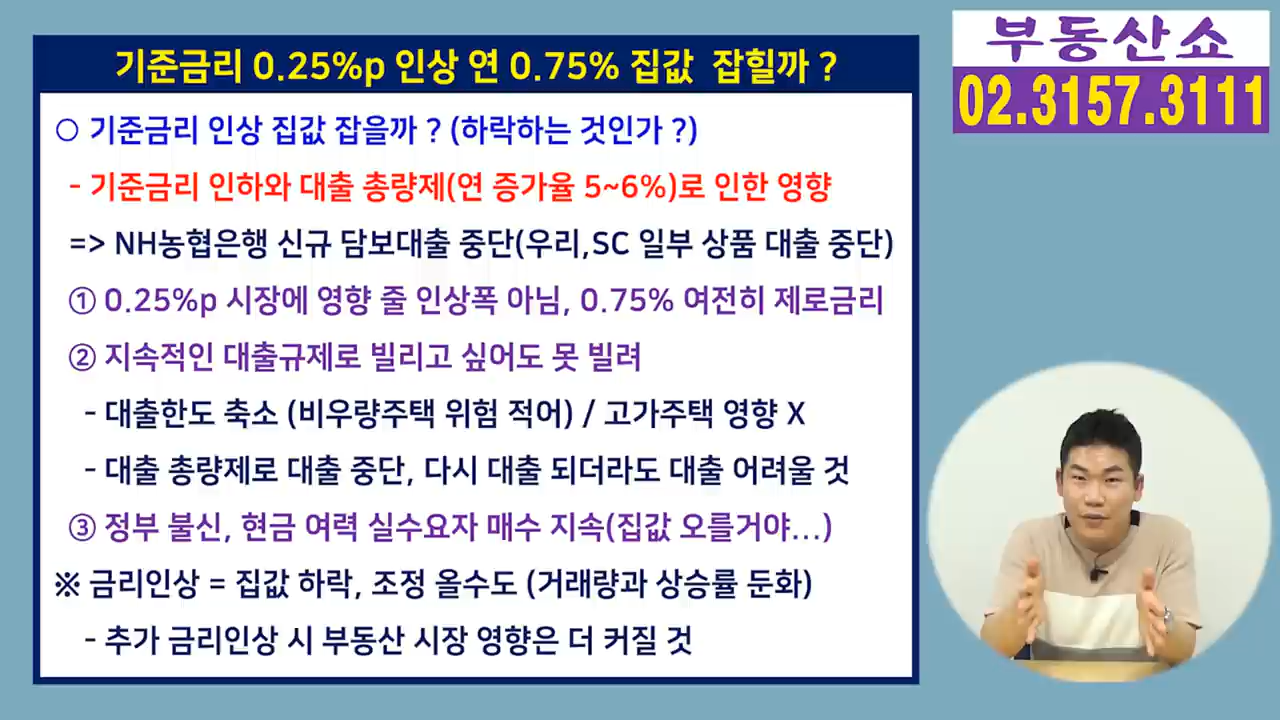 기준금리 0.25%p 인상 연 0.75% 집값 잡힐까 ?
부동산쇼
02.3157.3111
○ 기준금리 인상 집값 잡을까 ? (하락하는 것인가 ?)
- 기준금리 인하와 대출 총량제(연 증가율 5~6%)로 인한 영향
=> NH농협은행 신규 담보대출 중단(우리,SC 일부 상품 대출 중단)
① 0.25%p 시장에 영향 줄 인상폭 아님, 0.75% 여전히 제로금리
② 지속적인 대출규제로 빌리고 싶어도 못 빌려
- 대출한도 축소 (비우량주택 위험 적어) / 고가주택 영향 X
- 대출 총량제로 대출 중단, 다시 대출 되더라도 대출 어려울 것
③ 정부 불신, 현금 여력 실수요자 매수 지속(집값 오를거야...)
※ 금리인상 = 집값 하락, 조정 올수도 (거래량과 상승률 둔화)
- 추가 금리인상 시 부동산 시장 영향은 더 커질 것